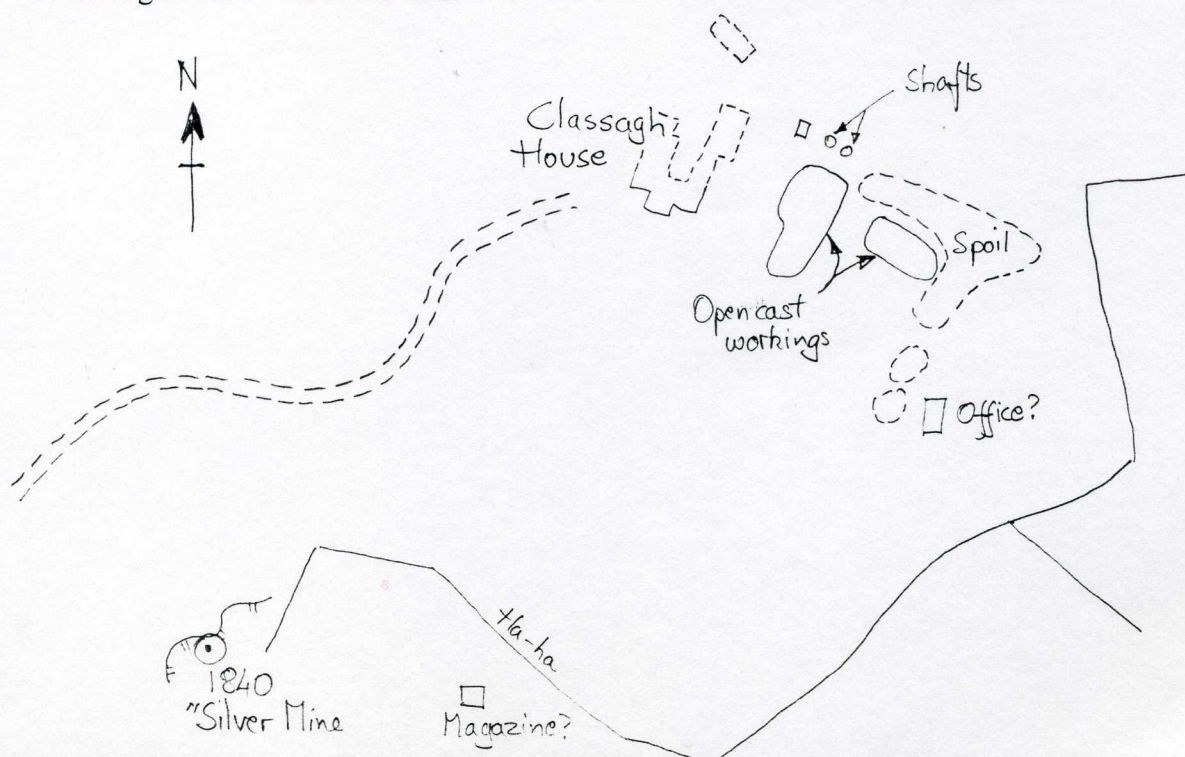 N
Shafts
Classagh
House
Spoil
Opencast
workings
Office?
Ha-ha
1840
"Silver Mine
Magazine?